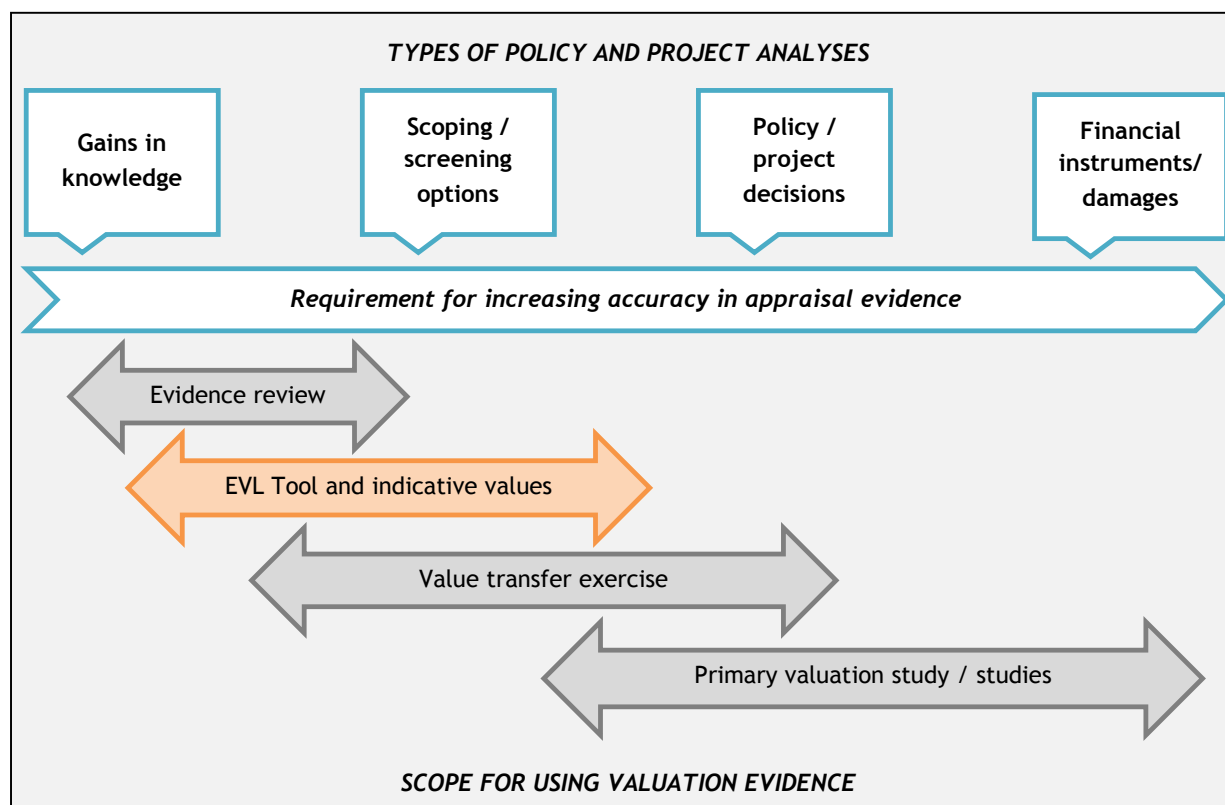 TYPES OF POLICY AND PROJECT ANALYSES
Gains in
knowledge
Scoping /
screening
options
Policy /
project
decisions
Financial
instruments/
damages
Requirement for increasing accuracy in appraisal evidence
Evidence review
EVL Tool and indicative values
Value transfer exercise
Primary valuation study / studies
SCOPE FOR USING VALUATION EVIDENCE